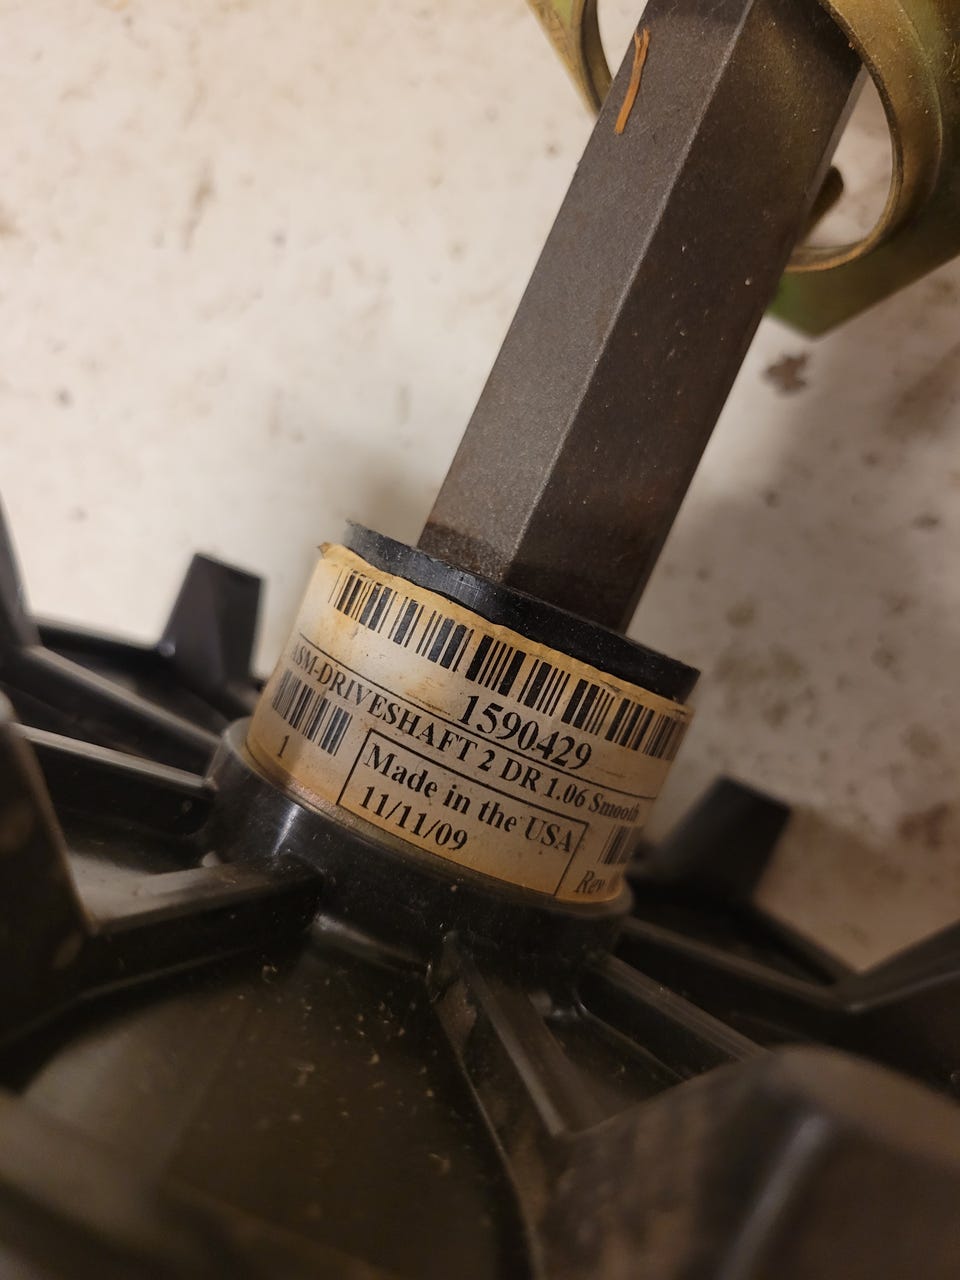 1590429
ASM-DRIVESHAFT 2 DR 1.06 Smooth
1
Made in the USA
11/11/09
Rev